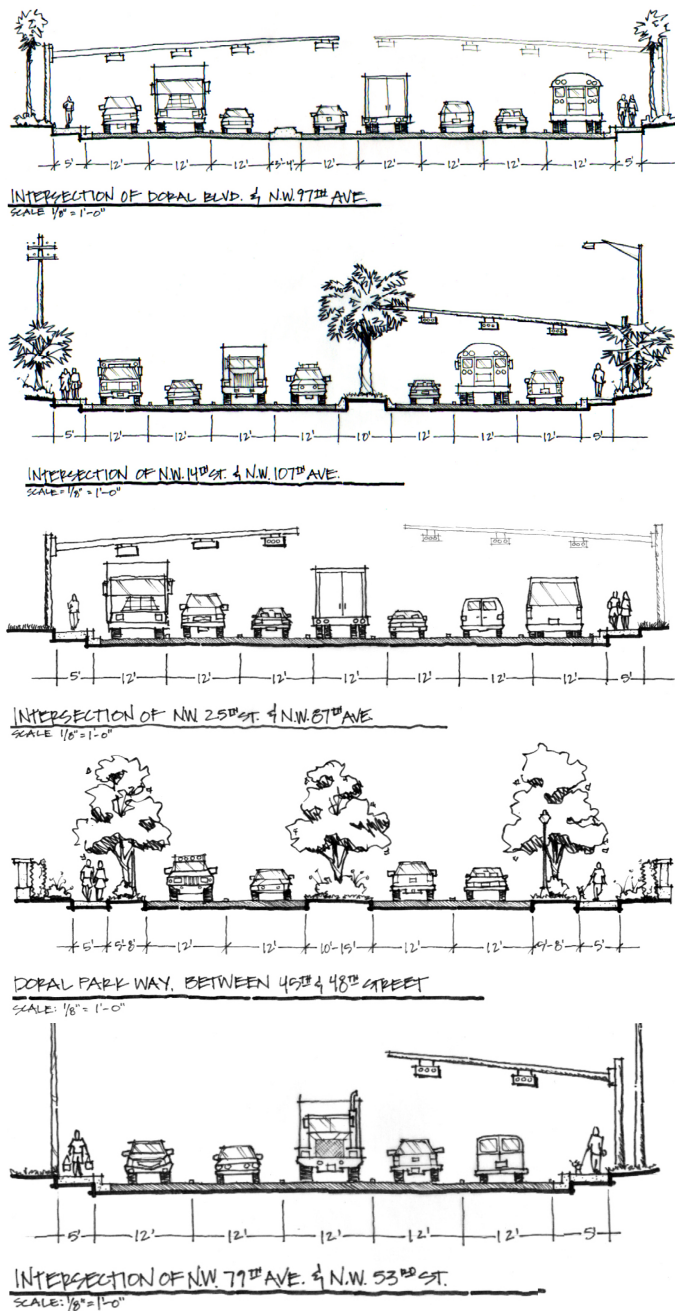 5' 12' 12' 12' 3'-4' 12' 12' 12' 12' 12' 5'
INTERSECTION OF DORAL BLVD. & N.W. 97TH AVE.
SCALE 1/8" = 1'-0"
5' 12' 12' 12' 12' 10' 12' 12' 12' 5'
INTERSECTION OF N.W. 14TH ST. & N.W. 107TH AVE.
SCALE = 1/8" = 1'-0"
5' 12' 12' 12' 12' 12' 12' 12' 5'
INTERSECTION OF NW 25TH ST. & N.W. 87TH AVE
SCALE 1/8" = 1'-0"
5' 5'-8' 12' 12' 10'-15' 12' 12' 5'-8' 5'
DORAL PARK WAY. BETWEEN 45TH & 48TH STREET
SCALE: 1/8" = 1'-0"
5' 12' 12' 12' 12' 12' 5'
INTERSECTION OF N.W. 79TH AVE. & N.W. 53RD ST.
SCALE: 1/8" = 1'-0"